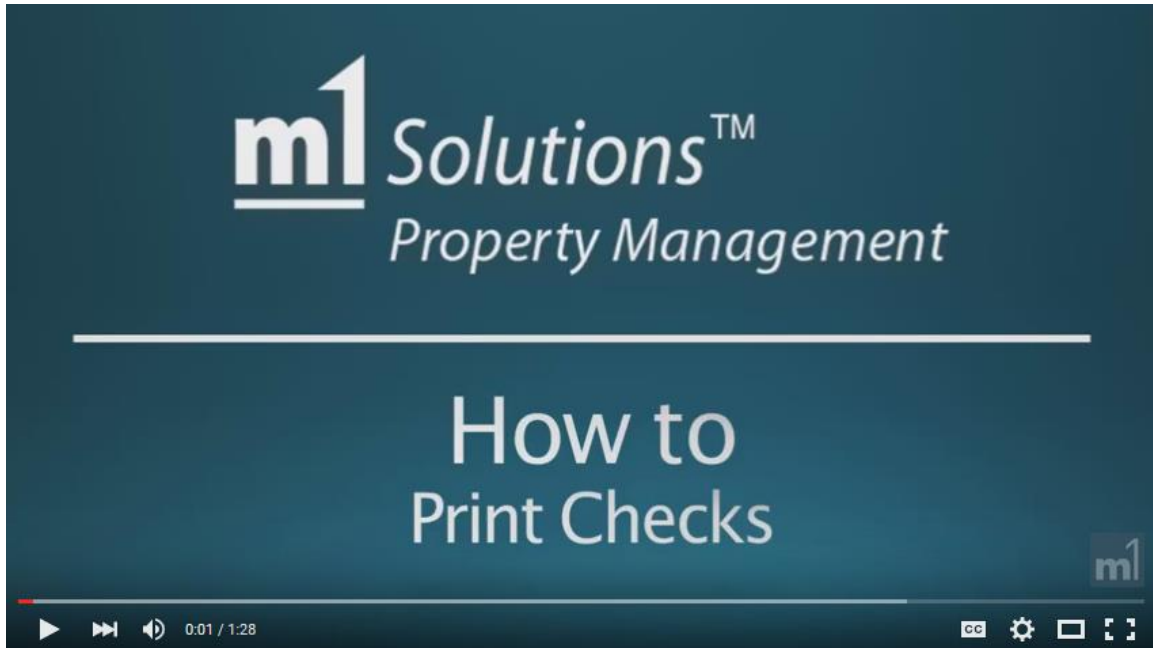 m1 Solutions™
Property Management
How to
Print Checks
m1
0:01 / 1:28
CC